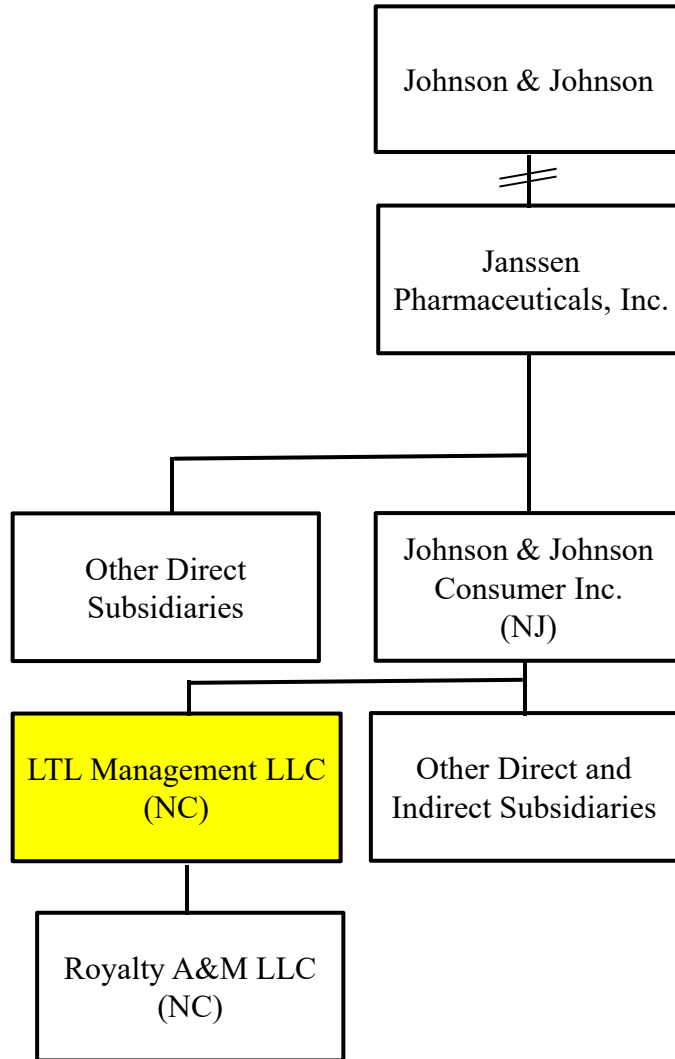 Johnson & Johnson
Janssen
Pharmaceuticals, Inc.
Other Direct
Subsidiaries
Johnson & Johnson
Consumer Inc.
(NJ)
LTL Management LLC
(NC)
Other Direct and
Indirect Subsidiaries
Royalty A&M LLC
(NC)